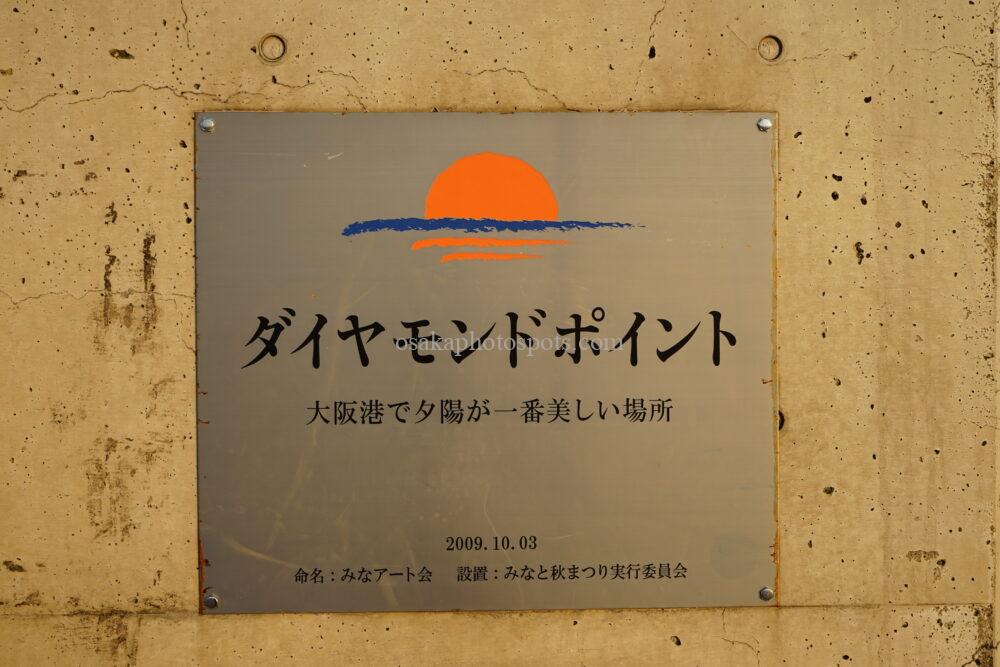 ダイヤモンドポイント
osakaphotospots.com
大阪港で夕陽が一番美しい場所
2009.10.03
命名：みなアート会　設置：みなと秋まつり実行委員会